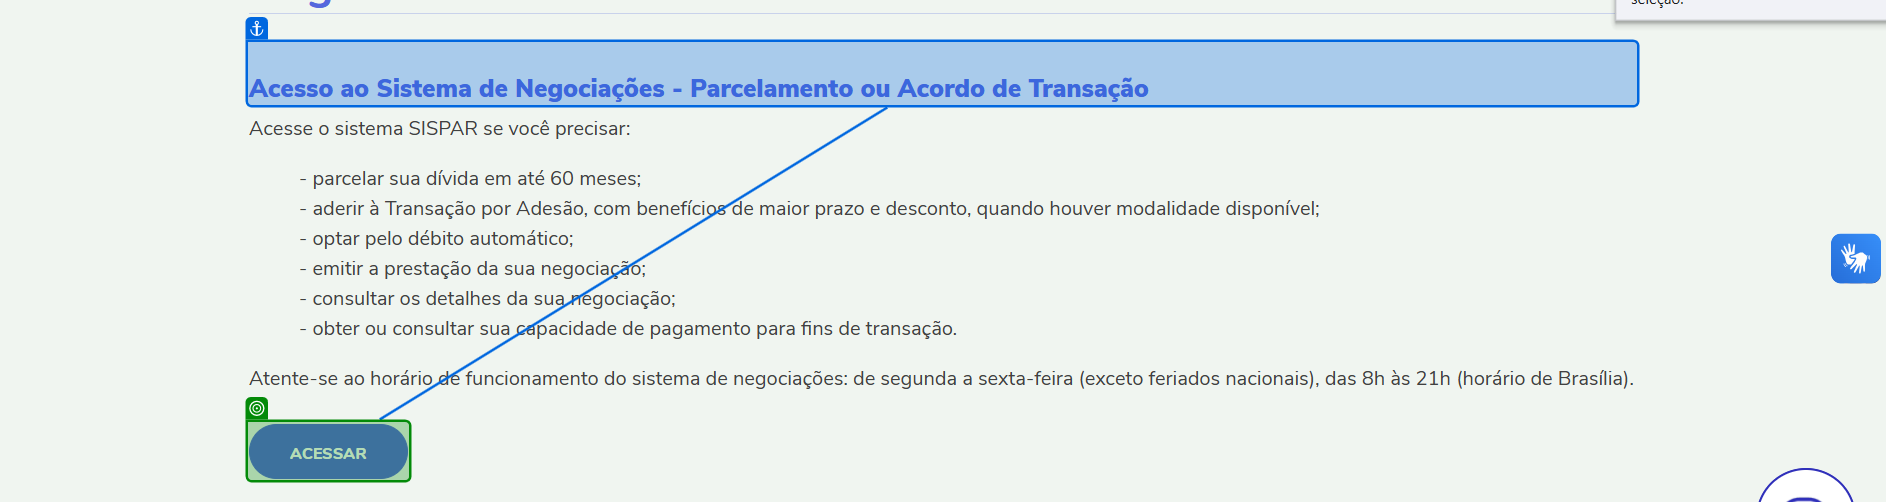 seleção.
Acesso ao Sistema de Negociações - Parcelamento ou Acordo de Transação
Acesse o sistema SISPAR se você precisar:
- parcelar sua dívida em até 60 meses;
- aderir à Transação por Adesão, com benefícios de maior prazo e desconto, quando houver modalidade disponível;
- optar pelo débito automático;
- emitir a prestação da sua negociação;
- consultar os detalhes da sua negociação;
- obter ou consultar sua capacidade de pagamento para fins de transação.
Atente-se ao horário de funcionamento do sistema de negociações: de segunda a sexta-feira (exceto feriados nacionais), das 8h às 21h (horário de Brasília).
ACESSAR